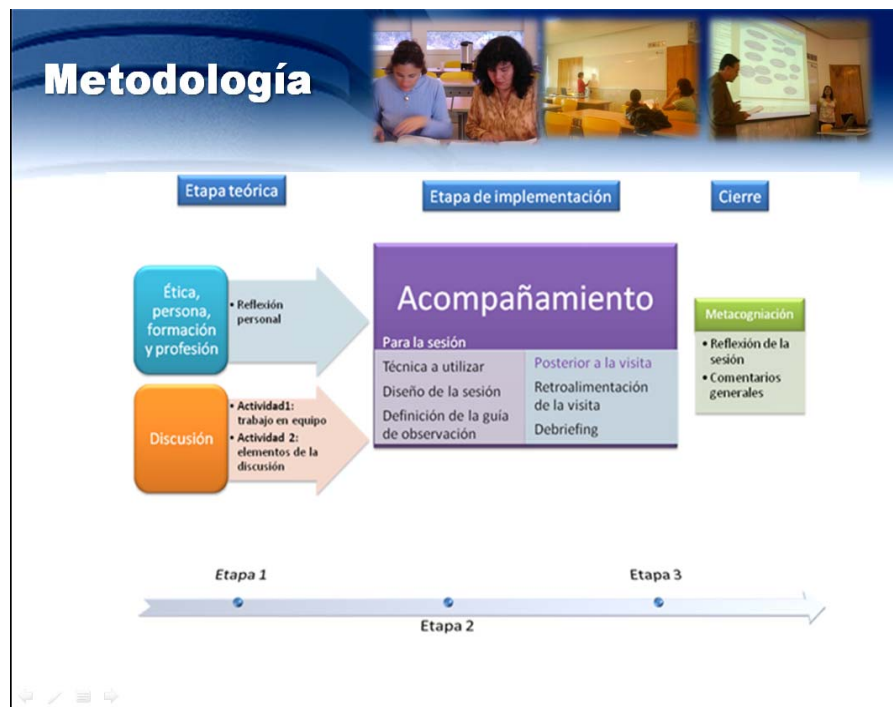 Metodología
Etapa teórica
Etapa de implementación
Cierre
Ética,
persona,
formación
y profesión
• Reflexión
personal
Discusión
• Actividad1:
trabajo en equipo
• Actividad 2:
elementos de la
discusión
Acompañamiento
Para la sesión
Técnica a utilizar
Diseño de la sesión
Definición de la guía
de observación
Posterior a la visita
Retroalimentación
de la visita
Debriefing
Metacogniación
• Reflexión de la
sesión
• Comentarios
generales
Etapa 1
Etapa 2
Etapa 3